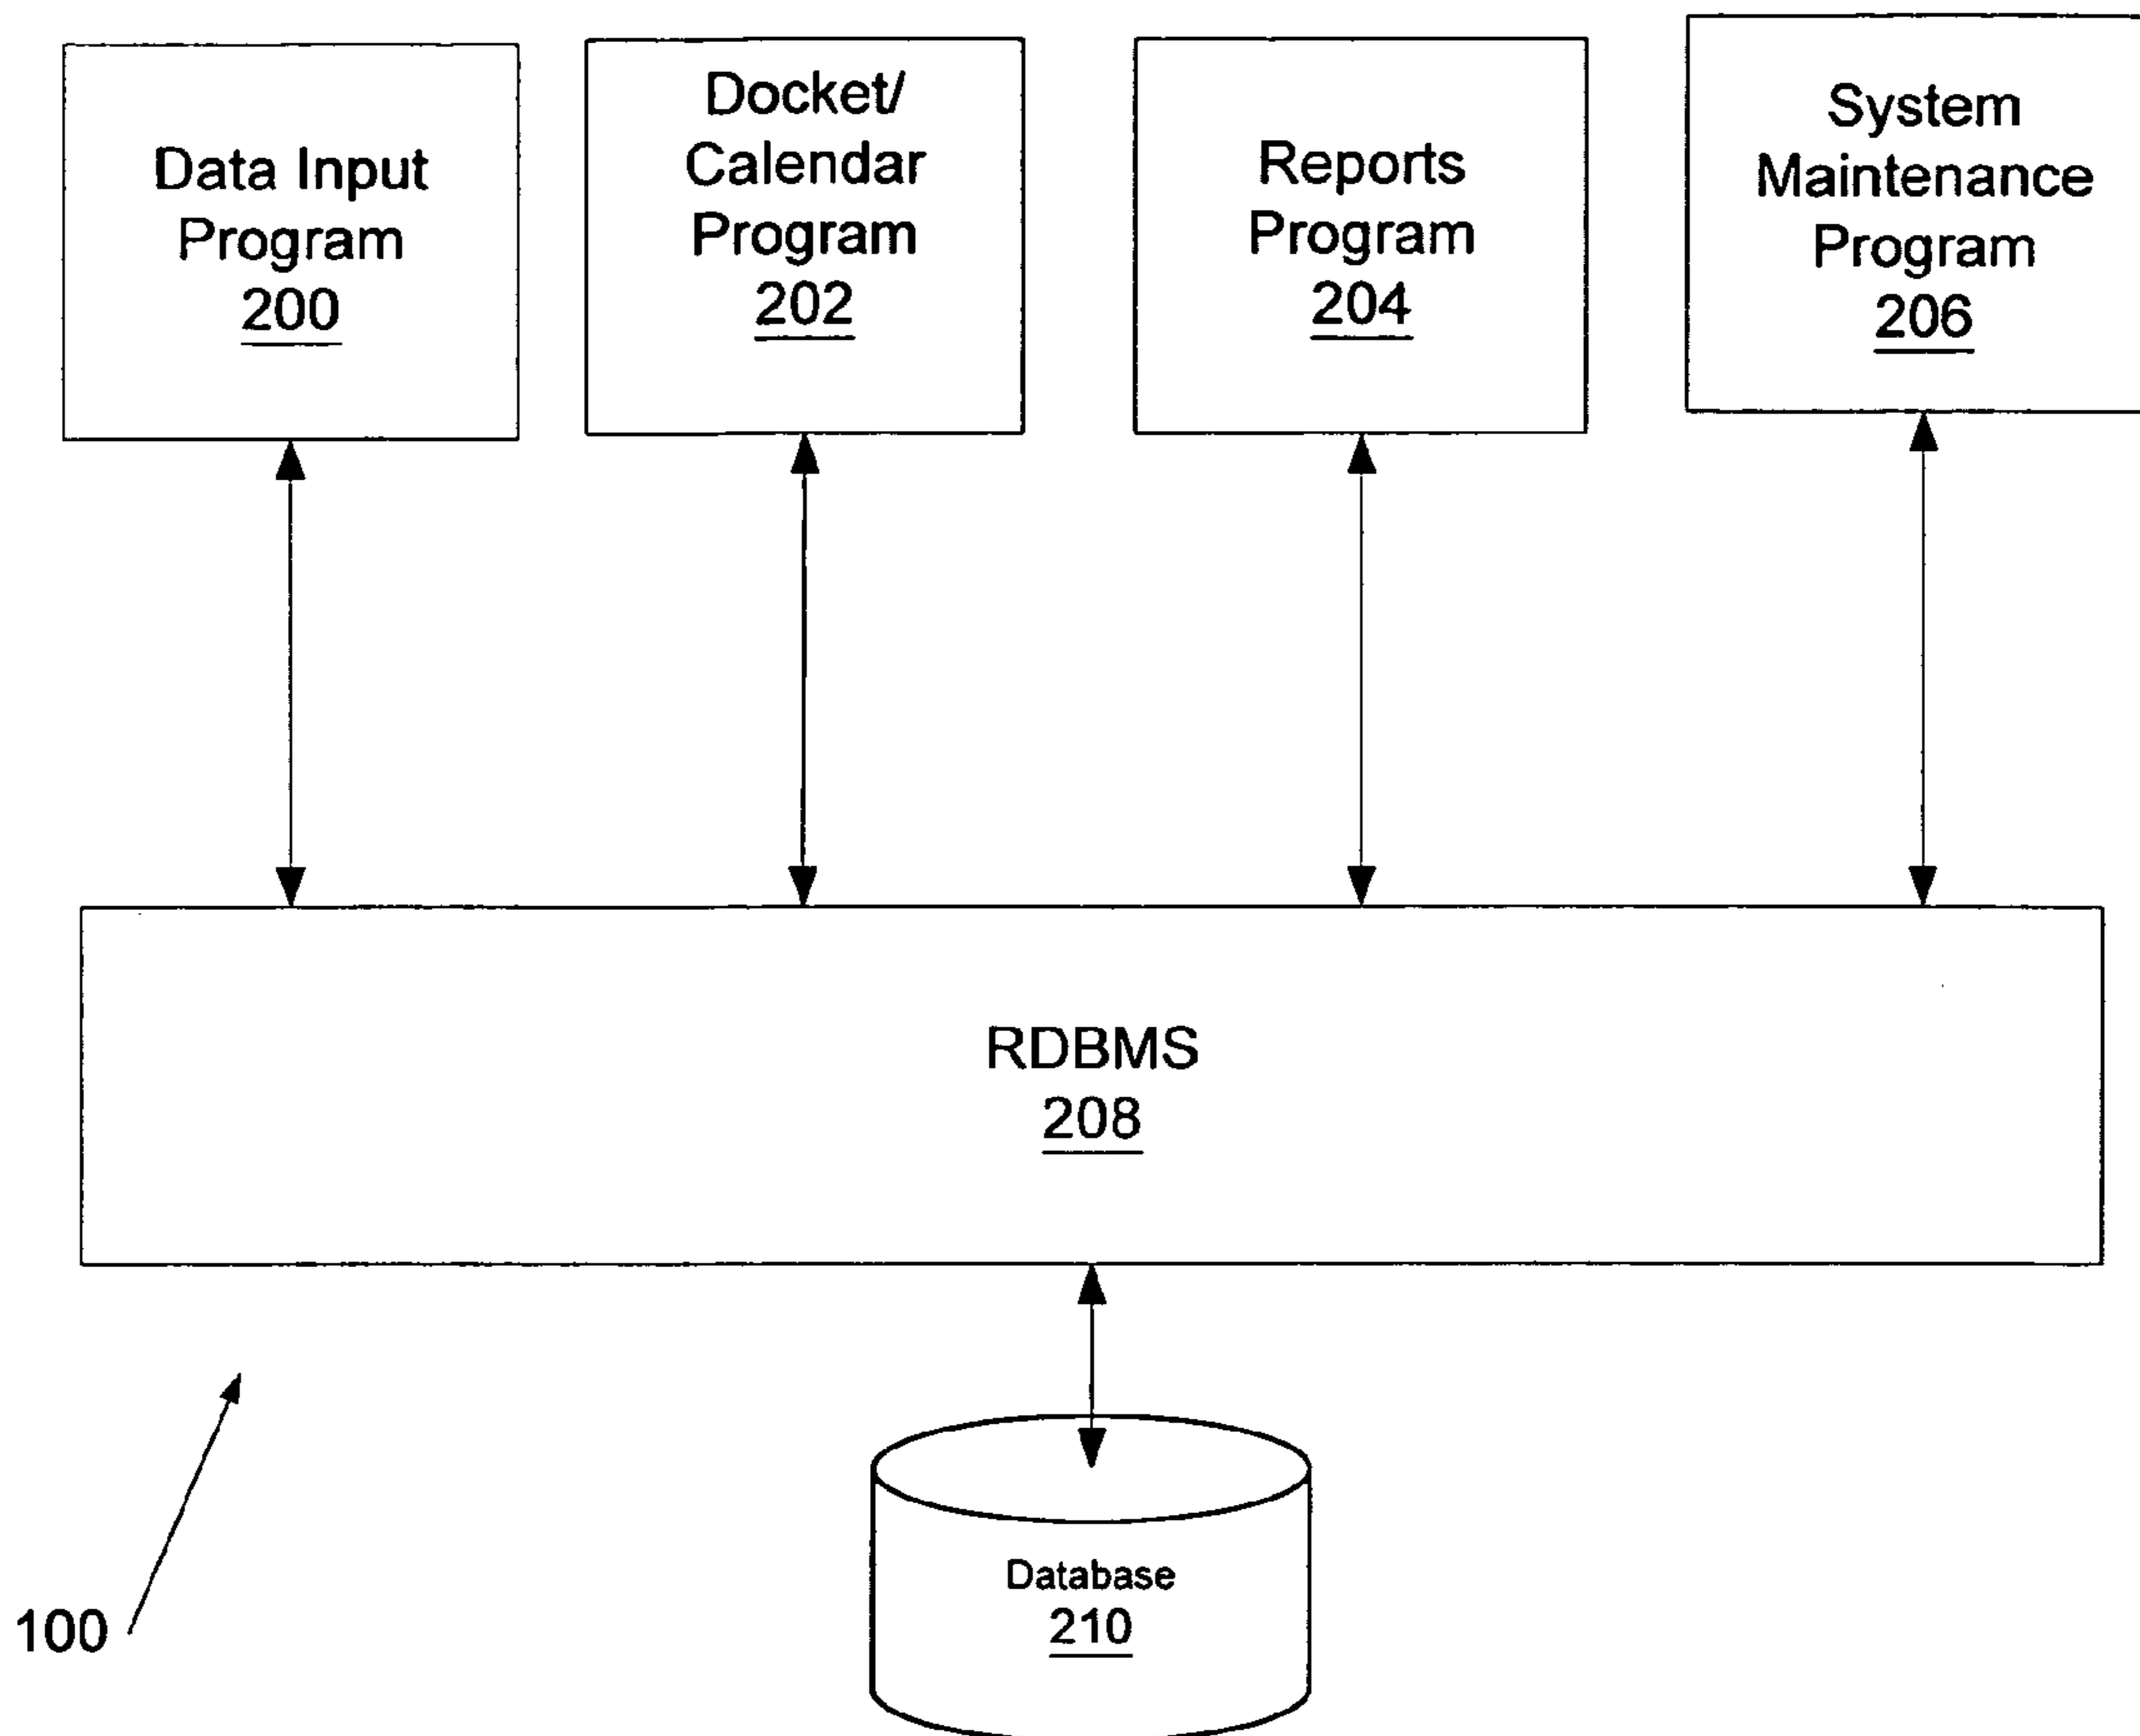 Data Input
Program
200
Docket/
Calendar
Program
202
Reports
Program
204
System
Maintenance
Program
206
RDBMS
208
Database
210
100